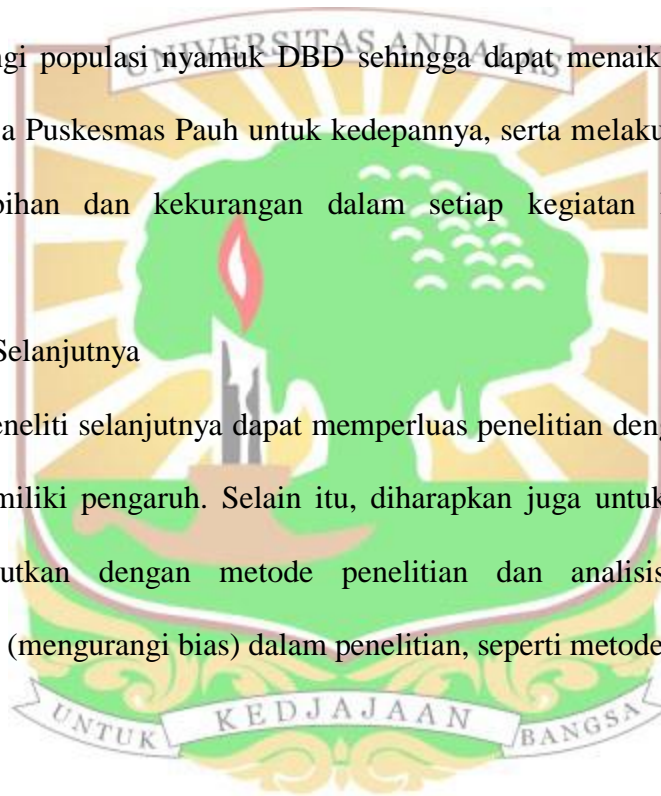 UNIVERSITAS ANDALAS
ngi populasi nyamuk DBD sehingga dapat menaik
a Puskesmas Pauh untuk kedepannya, serta melaku
bihan dan kekurangan dalam setiap kegiatan
Selanjutnya
eneliti selanjutnya dapat memperluas penelitian deng
miliki pengaruh. Selain itu, diharapkan juga untuk
utkan dengan metode penelitian dan analisis
(mengurangi bias) dalam penelitian, seperti metode
UNTUK KEDJAJAAN BANGSA